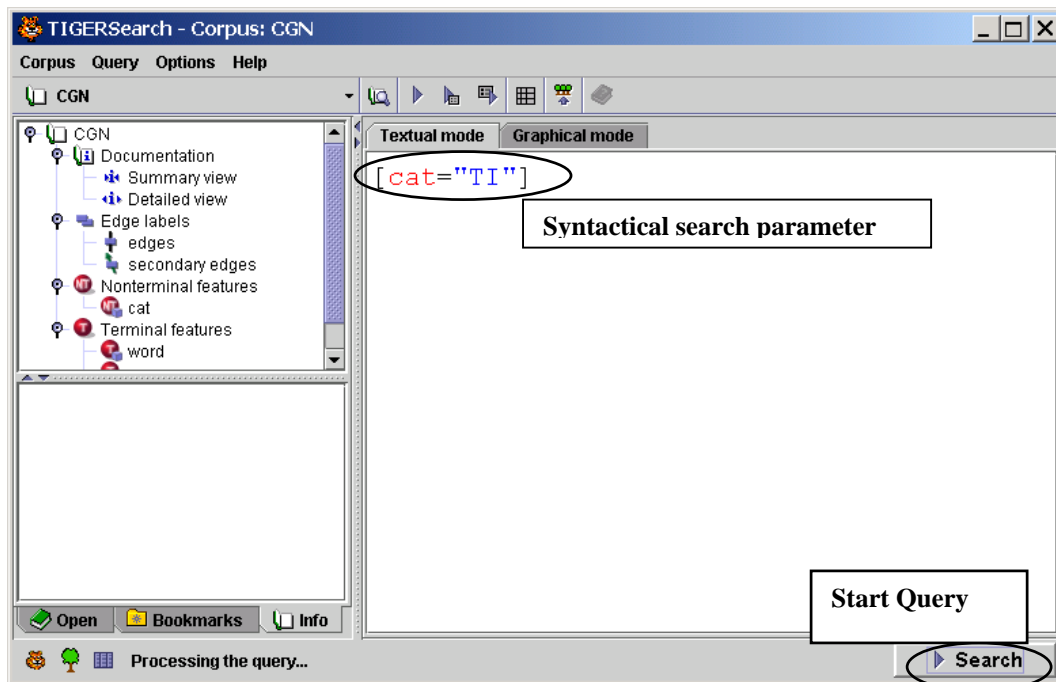 TIGERSearch - Corpus: CGN
Corpus Query Options Help
CGN
CGN
Documentation
Summary view
Detailed view
Edge labels
edges
secondary edges
Nonterminal features
cat
Terminal features
word
Textual mode Graphical mode
[cat="TI"]
Syntactical search parameter
Start Query
Open Bookmarks Info
Processing the query...
Search